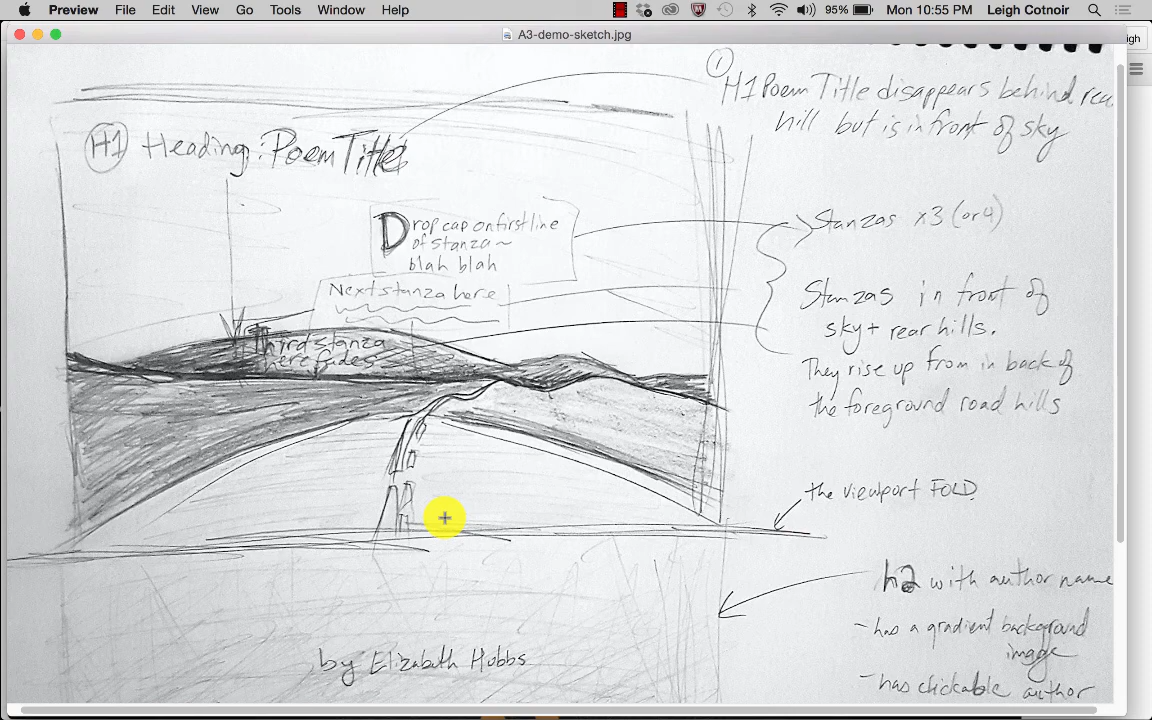 Preview File Edit View Go Tools Window Help 95% Mon 10:55 PM Leigh Cotnoir
A3-demo-sketch.jpg
igh
1
H1 Poem Title disappears behind rea
hill but is in front of sky
H1 Heading: Poem Title
Drop cap on first line
of stanza ~
blah blah
Next stanza here
Third stanza
here fades
Stanzas x3 (or 4)
Stanzas in front of
sky + rear hills.
They rise up from in back of
the foreground road hills
the viewport FOLD.
h2 with author name
- has a gradient background
image
- has clickable author
by Elizabeth Hobbs